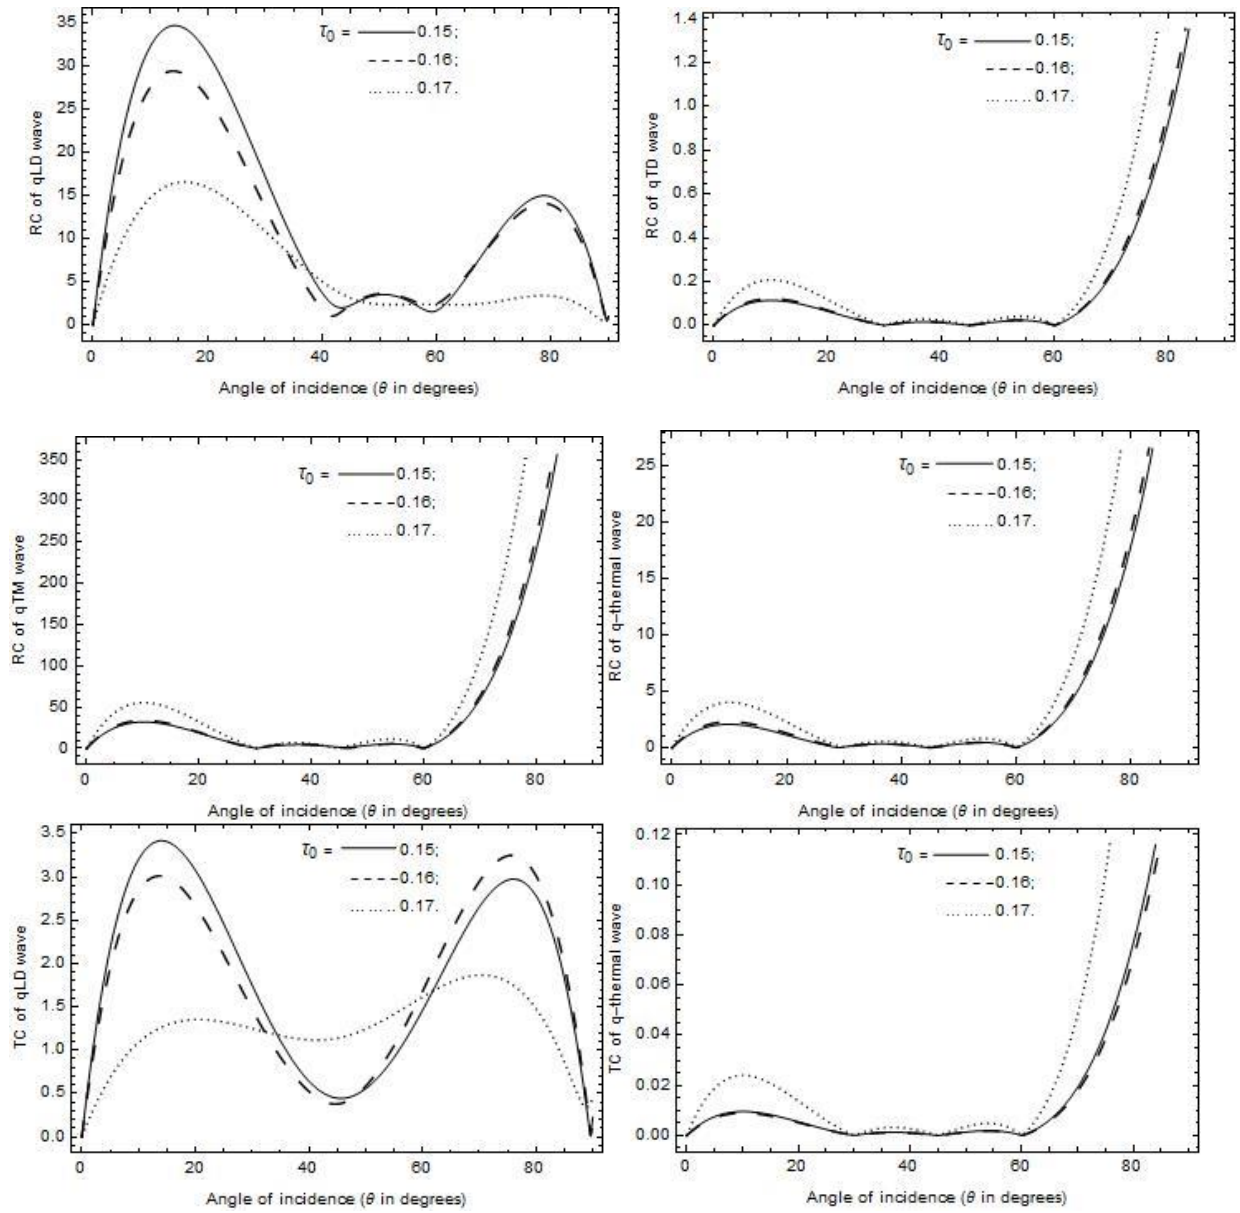 τ0 = 0.15;
0.16;
0.17.
35
30
25
20
15
10
5
0
RC of qLD wave
0 20 40 60 80
Angle of incidence (θ in degrees)
τ0 = 0.15;
0.16;
0.17.
1.4
1.2
1.0
0.8
0.6
0.4
0.2
0.0
RC of qTD wave
0 20 40 60 80
Angle of incidence (θ in degrees)
τ0 = 0.15;
0.16;
0.17.
350
300
250
200
150
100
50
0
RC of qTM wave
0 20 40 60 80
Angle of incidence (θ in degrees)
τ0 = 0.15;
0.16;
0.17.
25
20
15
10
5
0
RC of q-thermal wave
0 20 40 60 80
Angle of incidence (θ in degrees)
τ0 = 0.15;
0.16;
0.17.
3.5
3.0
2.5
2.0
1.5
1.0
0.5
0.0
TC of qLD wave
0 20 40 60 80
Angle of incidence (θ in degrees)
τ0 = 0.15;
0.16;
0.17.
0.12
0.10
0.08
0.06
0.04
0.02
0.00
TC of q-thermal wave
0 20 40 60 80
Angle of incidence (θ in degrees)